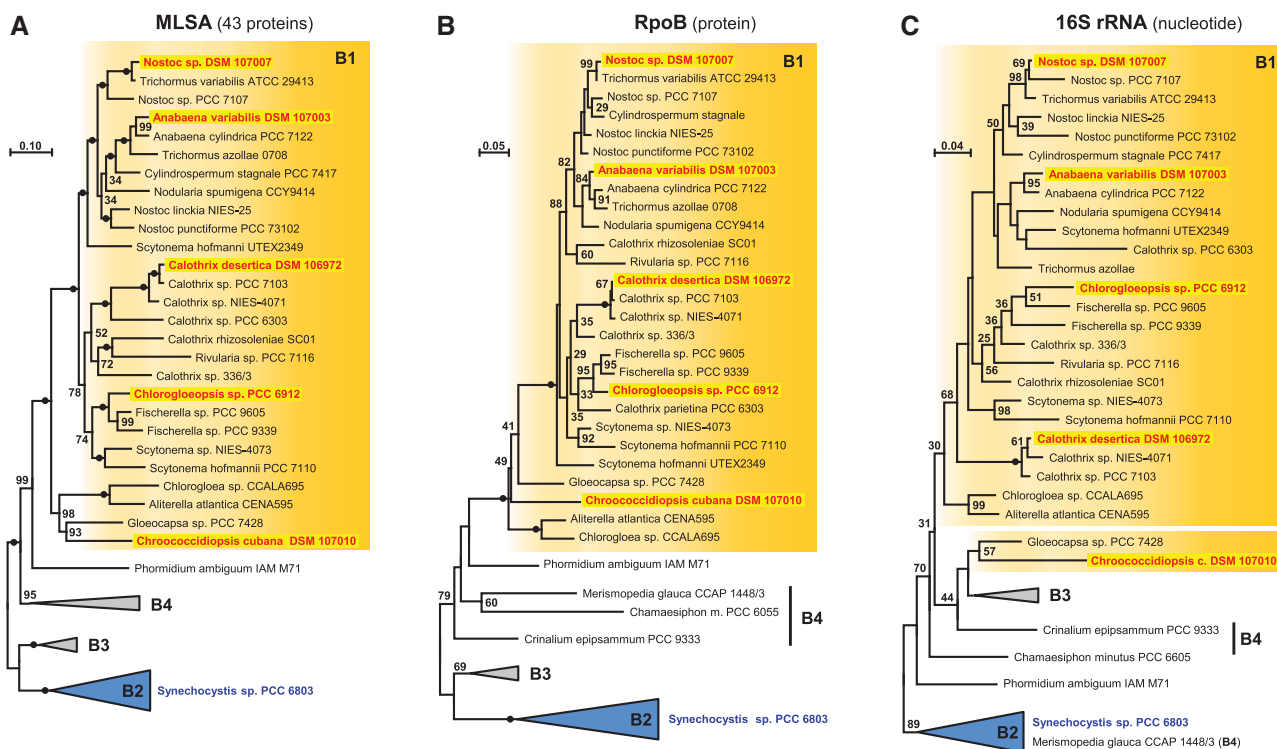 A
MLSA (43 proteins)
B1
0.10
Nostoc sp. DSM 107007
Trichormus variabilis ATCC 29413
Nostoc sp. PCC 7107
Anabaena variabilis DSM 107003
99
Anabaena cylindrica PCC 7122
Trichormus azollae 0708
34
Cylindrospermum stagnale PCC 7417
Nodularia spumigena CCY9414
34
Nostoc linckia NIES-25
Nostoc punctiforme PCC 73102
Scytonema hofmanni UTEX2349
Calothrix desertica DSM 106972
Calothrix sp. PCC 7103
Calothrix sp. NIES-4071
Calothrix sp. PCC 6303
52
Calothrix rhizosoleniae SC01
72
Rivularia sp. PCC 7116
Calothrix sp. 336/3
78
Chlorogloeopsis sp. PCC 6912
Fischerella sp. PCC 9605
99
Fischerella sp. PCC 9339
74
Scytonema sp. NIES-4073
Scytonema hofmannii PCC 7110
99
Chlorogloea sp. CCALA695
Aliterella atlantica CENA595
98
Gloeocapsa sp. PCC 7428
93
Chroococcidiopsis cubana DSM 107010
Phormidium ambiguum IAM M71
95
B4
B3
B2
Synechocystis sp. PCC 6803
B
RpoB (protein)
B1
0.05
99
Nostoc sp. DSM 107007
Trichormus variabilis ATCC 29413
Nostoc sp. PCC 7107
29
Cylindrospermum stagnale
Nostoc linckia NIES-25
Nostoc punctiforme PCC 73102
82
Anabaena variabilis DSM 107003
84
Anabaena cylindrica PCC 7122
91
Trichormus azollae 0708
88
Nodularia spumigena CCY9414
Calothrix rhizosoleniae SC01
60
Rivularia sp. PCC 7116
Calothrix desertica DSM 106972
67
Calothrix sp. PCC 7103
Calothrix sp. NIES-4071
35
Calothrix sp. 336/3
29
Fischerella sp. PCC 9605
95
95
Fischerella sp. PCC 9339
33
Chlorogloeopsis sp. PCC 6912
35
Calothrix parietina PCC 6303
Scytonema sp. NIES-4073
92
Scytonema hofmannii PCC 7110
41
Scytonema hofmanni UTEX2349
49
Gloeocapsa sp. PCC 7428
Chroococcidiopsis cubana DSM 107010
Aliterella atlantica CENA595
Chlorogloea sp. CCALA695
Phormidium ambiguum IAM M71
79
Merismopedia glauca CCAP 1448/3
60
Chamaesiphon m. PCC 6055
B4
Crinalium epipsammum PCC 9333
69
B3
B2
Synechocystis sp. PCC 6803
C
16S rRNA (nucleotide)
B1
0.04
69
Nostoc sp. DSM 107007
98
Nostoc sp. PCC 7107
Trichormus variabilis ATCC 29413
Nostoc linckia NIES-25
50
39
Nostoc punctiforme PCC 73102
Cylindrospermum stagnale PCC 7417
Anabaena variabilis DSM 107003
95
Anabaena cylindrica PCC 7122
Nodularia spumigena CCY9414
Scytonema hofmanni UTEX2349
Calothrix sp. PCC 6303
Trichormus azollae
Chlorogloeopsis sp. PCC 6912
36
51
Fischerella sp. PCC 9605
36
Fischerella sp. PCC 9339
25
Calothrix sp. 336/3
56
Rivularia sp. PCC 7116
Calothrix rhizosoleniae SC01
68
Scytonema sp. NIES-4073
98
Scytonema hofmannii PCC 7110
30
61
Calothrix desertica DSM 106972
Calothrix sp. NIES-4071
Calothrix sp. PCC 7103
Chlorogloea sp. CCALA695
99
Aliterella atlantica CENA595
31
Gloeocapsa sp. PCC 7428
57
Chroococcidiopsis c. DSM 107010
70
44
B3
Crinalium epipsammum PCC 9333
B4
Chamaesiphon minutus PCC 6605
Phormidium ambiguum IAM M71
89
B2
Synechocystis sp. PCC 6803
Merismopedia glauca CCAP 1448/3 (B4)